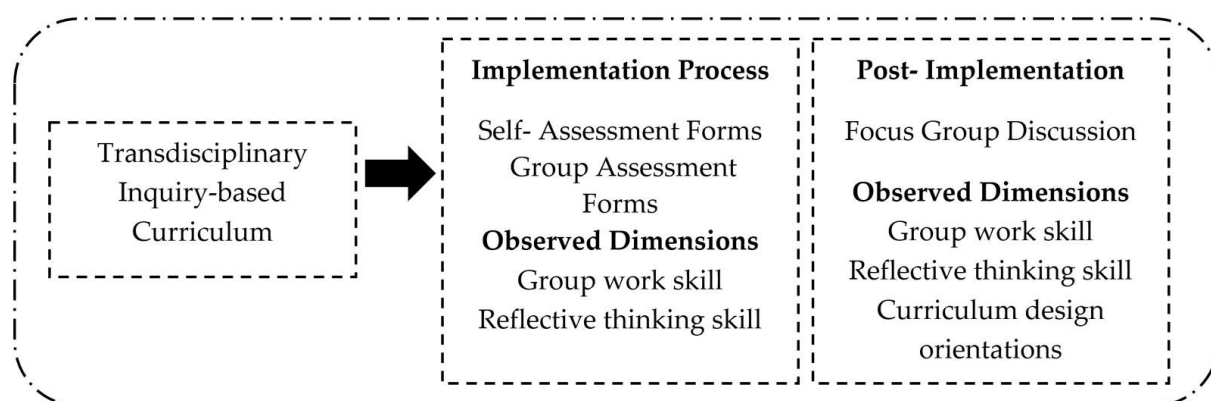 Transdisciplinary
Inquiry-based
Curriculum
Implementation Process
Self- Assessment Forms
Group Assessment
Forms
Observed Dimensions
Group work skill
Reflective thinking skill
Post- Implementation
Focus Group Discussion
Observed Dimensions
Group work skill
Reflective thinking skill
Curriculum design
orientations